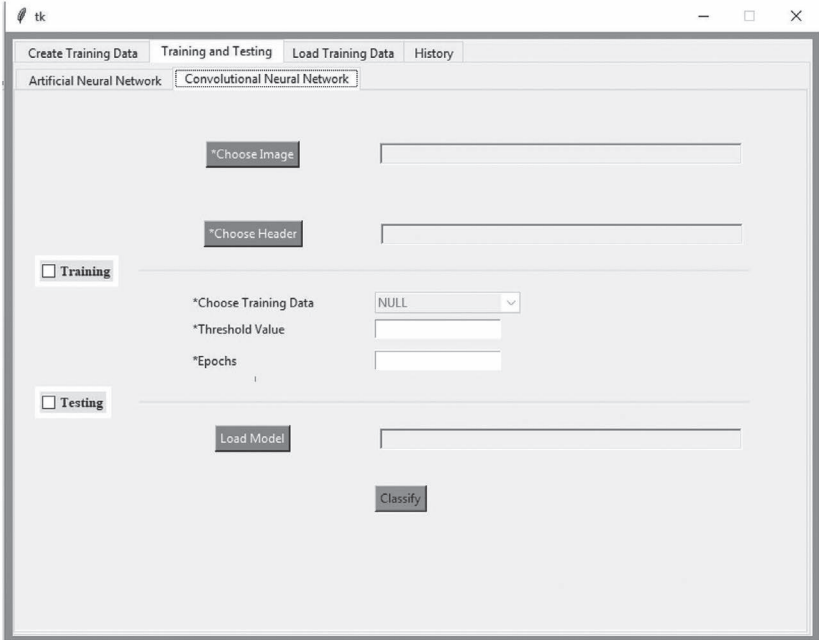 tk
Create Training Data Training and Testing Load Training Data History
Artificial Neural Network Convolutional Neural Network
*Choose Image
*Choose Header
Training
*Choose Training Data NULL
*Threshold Value
*Epochs
Testing
Load Model
Classify